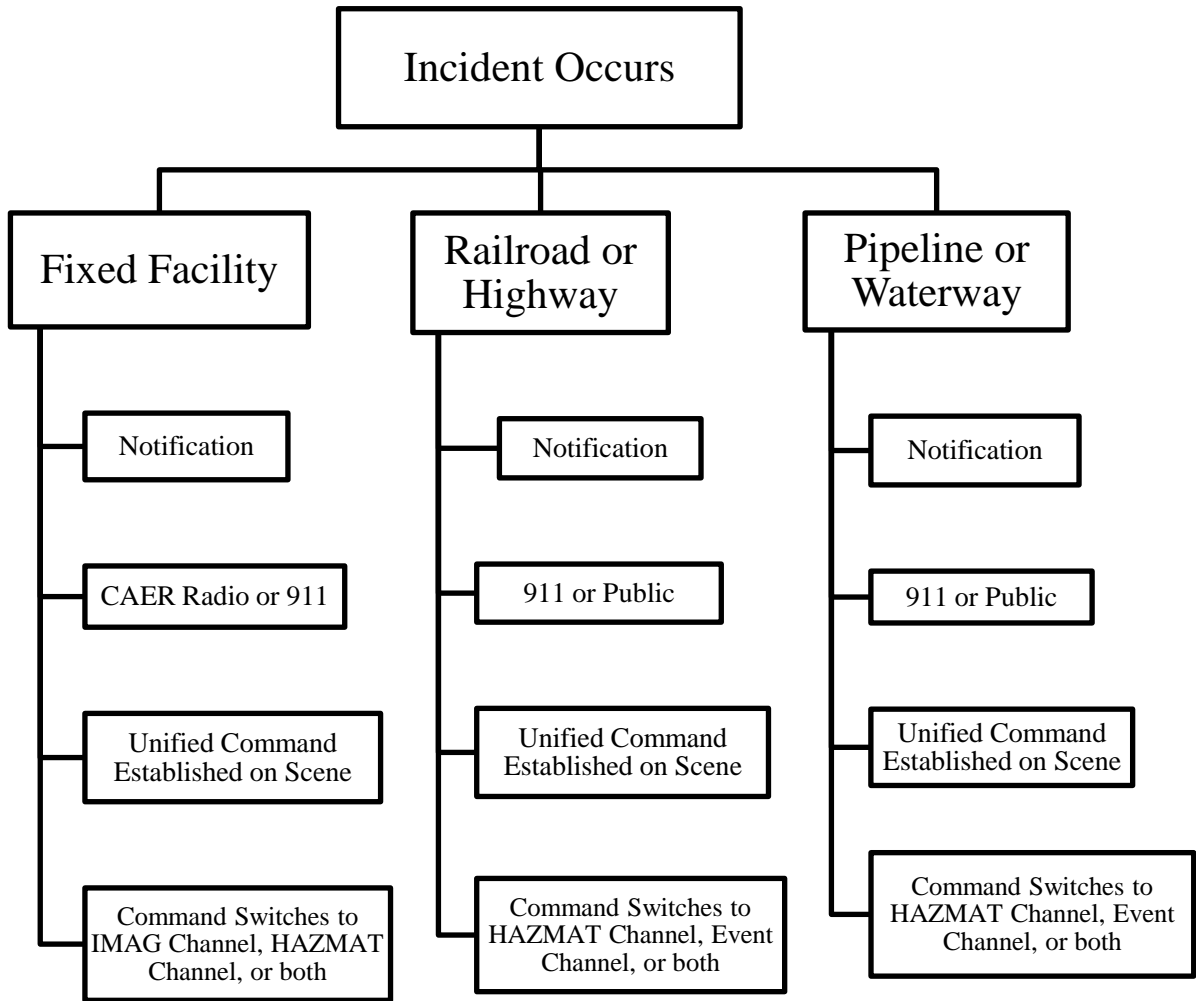 Incident Occurs
Fixed Facility
Notification
CAER Radio or 911
Unified Command
Established on Scene
Command Switches to
IMAG Channel, HAZMAT
Channel, or both
Railroad or
Highway
Notification
911 or Public
Unified Command
Established on Scene
Command Switches to
HAZMAT Channel, Event
Channel, or both
Pipeline or
Waterway
Notification
911 or Public
Unified Command
Established on Scene
Command Switches to
HAZMAT Channel, Event
Channel, or both